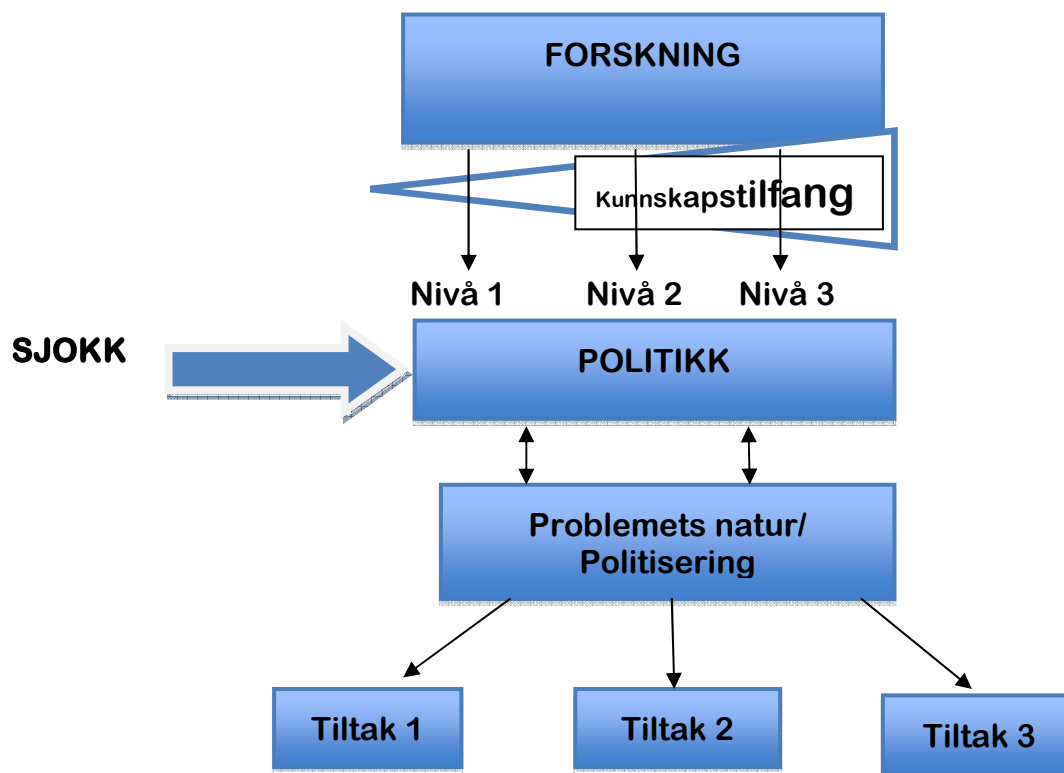 FORSKNING
Kunnskapstilfang
Nivå 1 Nivå 2 Nivå 3
SJOKK
POLITIKK
Problemets natur/
Politisering
Tiltak 1 Tiltak 2 Tiltak 3